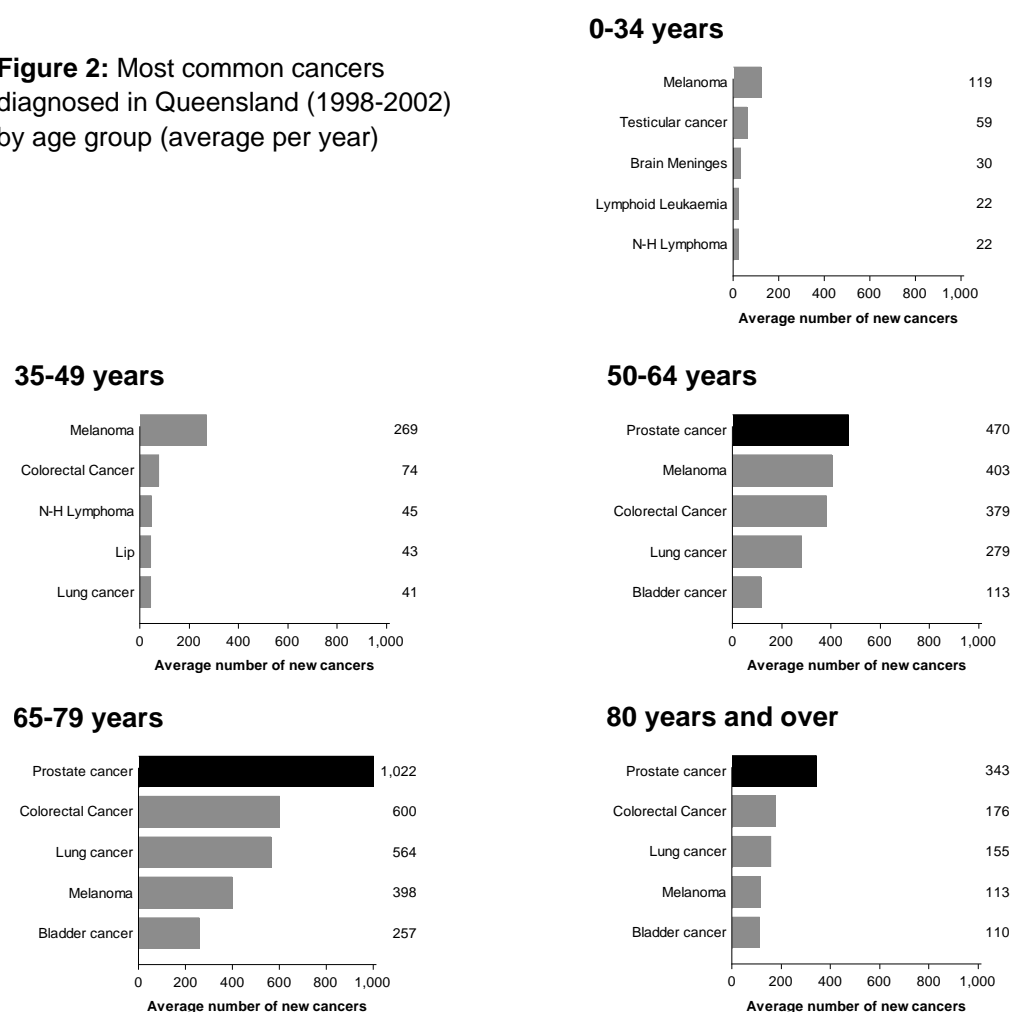 Figure 2: Most common cancers
diagnosed in Queensland (1998-2002)
by age group (average per year)
0-34 years
Melanoma 119
Testicular cancer 59
Brain Meninges 30
Lymphoid Leukaemia 22
N-H Lymphoma 22
0 200 400 600 800 1,000
Average number of new cancers
35-49 years
Melanoma 269
Colorectal Cancer 74
N-H Lymphoma 45
Lip 43
Lung cancer 41
0 200 400 600 800 1,000
Average number of new cancers
50-64 years
Prostate cancer 470
Melanoma 403
Colorectal Cancer 379
Lung cancer 279
Bladder cancer 113
0 200 400 600 800 1,000
Average number of new cancers
65-79 years
Prostate cancer 1,022
Colorectal Cancer 600
Lung cancer 564
Melanoma 398
Bladder cancer 257
0 200 400 600 800 1,000
Average number of new cancers
80 years and over
Prostate cancer 343
Colorectal Cancer 176
Lung cancer 155
Melanoma 113
Bladder cancer 110
0 200 400 600 800 1,000
Average number of new cancers